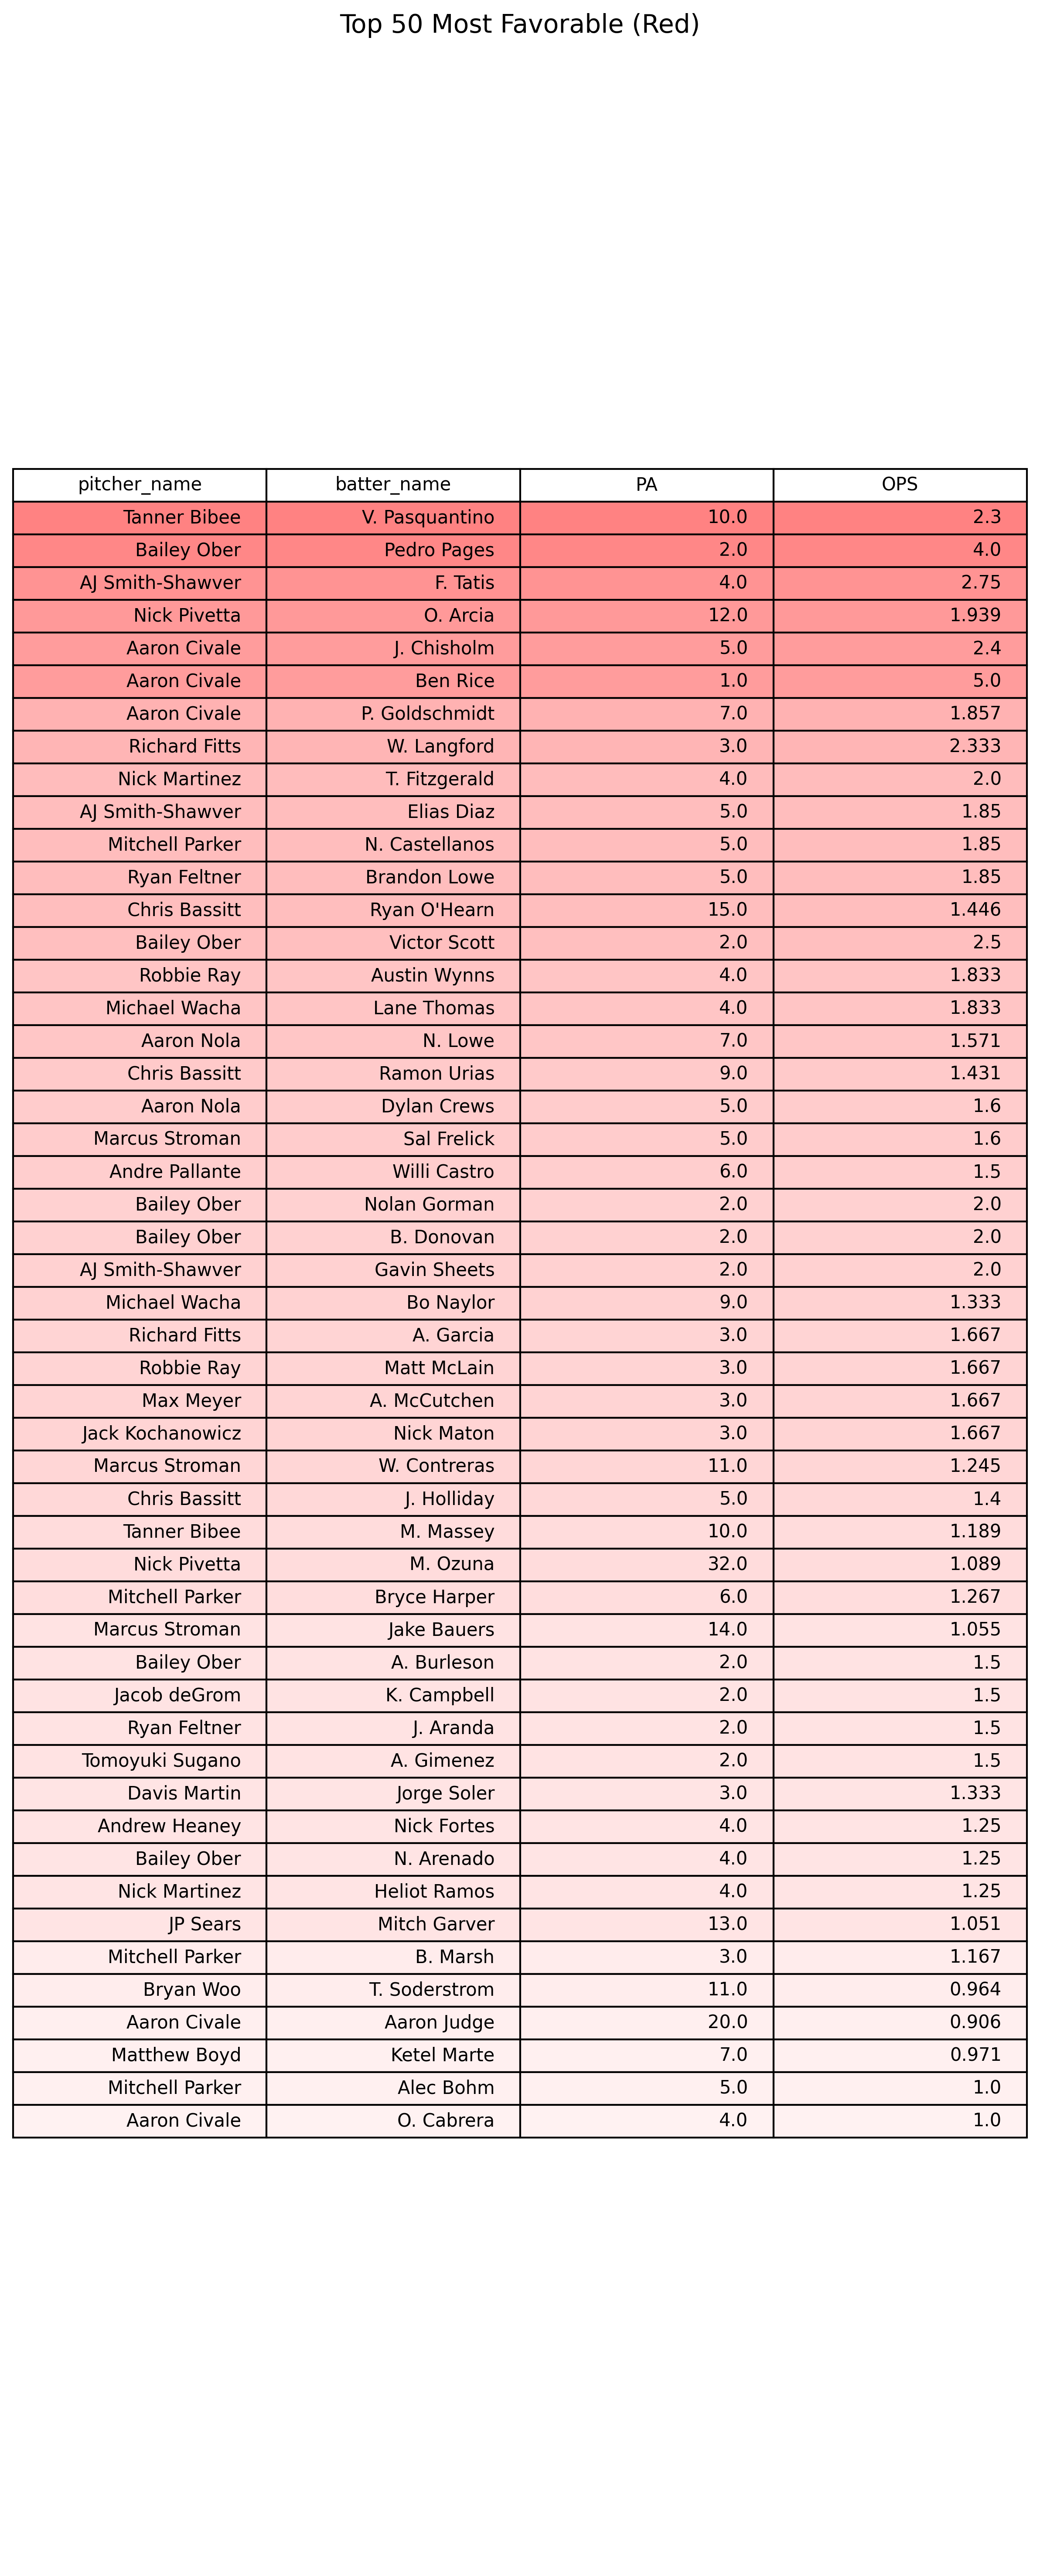 Top 50 Most Favorable (Red)
pitcher_name batter_name PA OPS
Tanner Bibee V. Pasquantino 10.0 2.3
Bailey Ober Pedro Pages 2.0 4.0
AJ Smith-Shawver F. Tatis 4.0 2.75
Nick Pivetta O. Arcia 12.0 1.939
Aaron Civale J. Chisholm 5.0 2.4
Aaron Civale Ben Rice 1.0 5.0
Aaron Civale P. Goldschmidt 7.0 1.857
Richard Fitts W. Langford 3.0 2.333
Nick Martinez T. Fitzgerald 4.0 2.0
AJ Smith-Shawver Elias Diaz 5.0 1.85
Mitchell Parker N. Castellanos 5.0 1.85
Ryan Feltner Brandon Lowe 5.0 1.85
Chris Bassitt Ryan O'Hearn 15.0 1.446
Bailey Ober Victor Scott 2.0 2.5
Robbie Ray Austin Wynns 4.0 1.833
Michael Wacha Lane Thomas 4.0 1.833
Aaron Nola N. Lowe 7.0 1.571
Chris Bassitt Ramon Urias 9.0 1.431
Aaron Nola Dylan Crews 5.0 1.6
Marcus Stroman Sal Frelick 5.0 1.6
Andre Pallante Willi Castro 6.0 1.5
Bailey Ober Nolan Gorman 2.0 2.0
Bailey Ober B. Donovan 2.0 2.0
AJ Smith-Shawver Gavin Sheets 2.0 2.0
Michael Wacha Bo Naylor 9.0 1.333
Richard Fitts A. Garcia 3.0 1.667
Robbie Ray Matt McLain 3.0 1.667
Max Meyer A. McCutchen 3.0 1.667
Jack Kochanowicz Nick Maton 3.0 1.667
Marcus Stroman W. Contreras 11.0 1.245
Chris Bassitt J. Holliday 5.0 1.4
Tanner Bibee M. Massey 10.0 1.189
Nick Pivetta M. Ozuna 32.0 1.089
Mitchell Parker Bryce Harper 6.0 1.267
Marcus Stroman Jake Bauers 14.0 1.055
Bailey Ober A. Burleson 2.0 1.5
Jacob deGrom K. Campbell 2.0 1.5
Ryan Feltner J. Aranda 2.0 1.5
Tomoyuki Sugano A. Gimenez 2.0 1.5
Davis Martin Jorge Soler 3.0 1.333
Andrew Heaney Nick Fortes 4.0 1.25
Bailey Ober N. Arenado 4.0 1.25
Nick Martinez Heliot Ramos 4.0 1.25
JP Sears Mitch Garver 13.0 1.051
Mitchell Parker B. Marsh 3.0 1.167
Bryan Woo T. Soderstrom 11.0 0.964
Aaron Civale Aaron Judge 20.0 0.906
Matthew Boyd Ketel Marte 7.0 0.971
Mitchell Parker Alec Bohm 5.0 1.0
Aaron Civale O. Cabrera 4.0 1.0